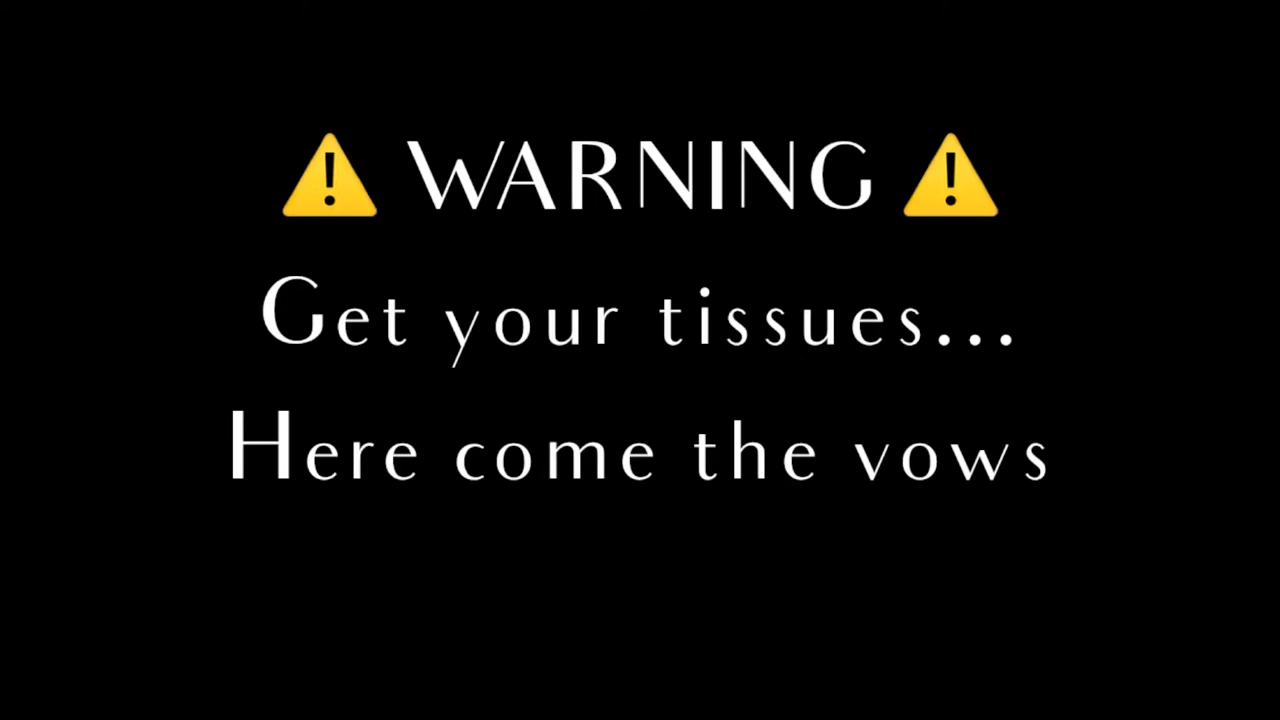 ⚠️ WARNING ⚠️
Get your tissues...
Here come the vows